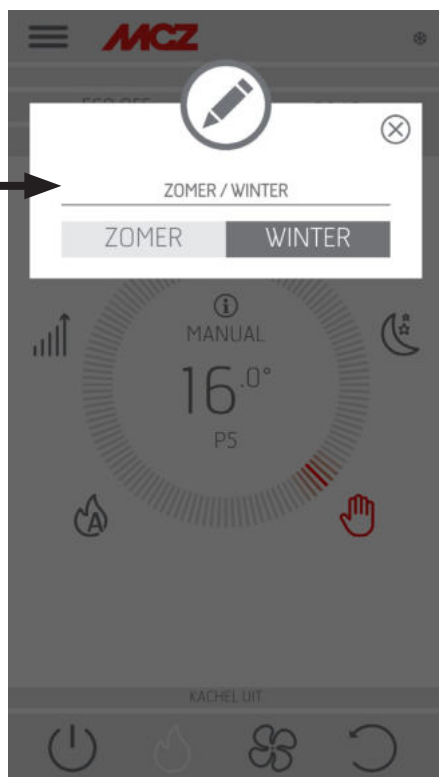 MCZ
ZOMER / WINTER
ZOMER WINTER
MANUAL
16.0°
P5
A
KACHEL UIT